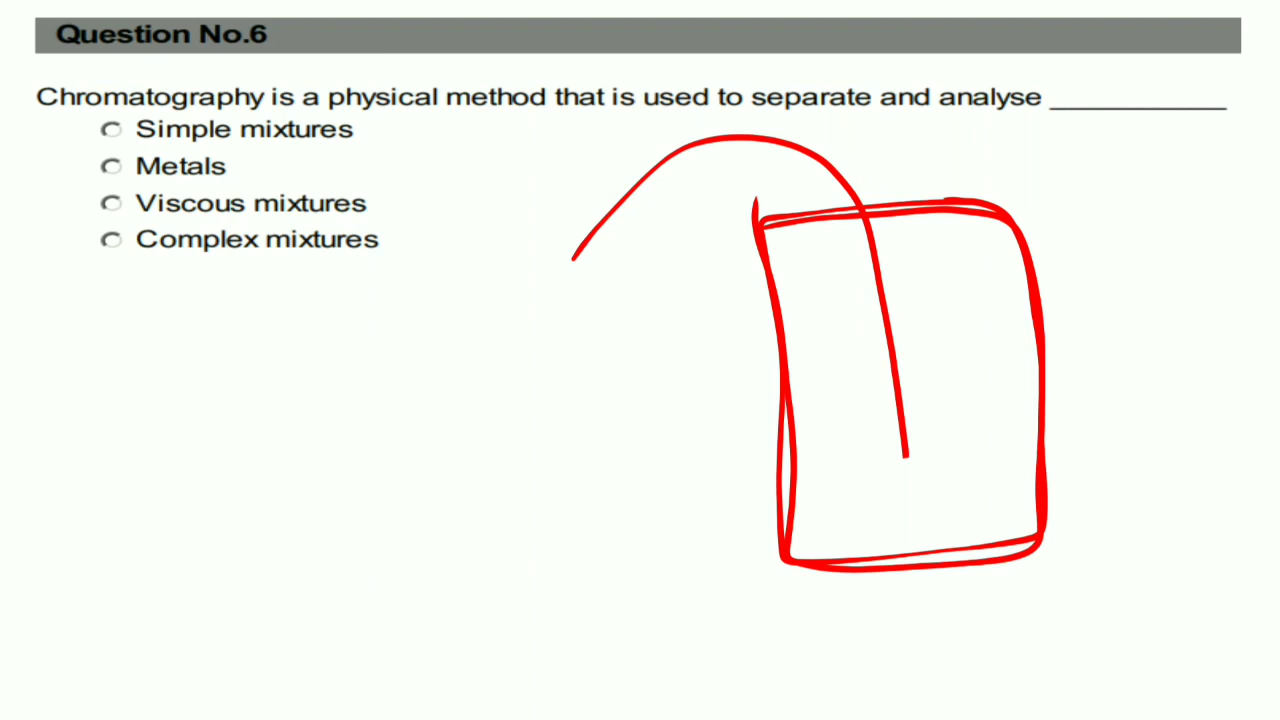 Question No.6
Chromatography is a physical method that is used to separate and analyse ____________
Simple mixtures
Metals
Viscous mixtures
Complex mixtures